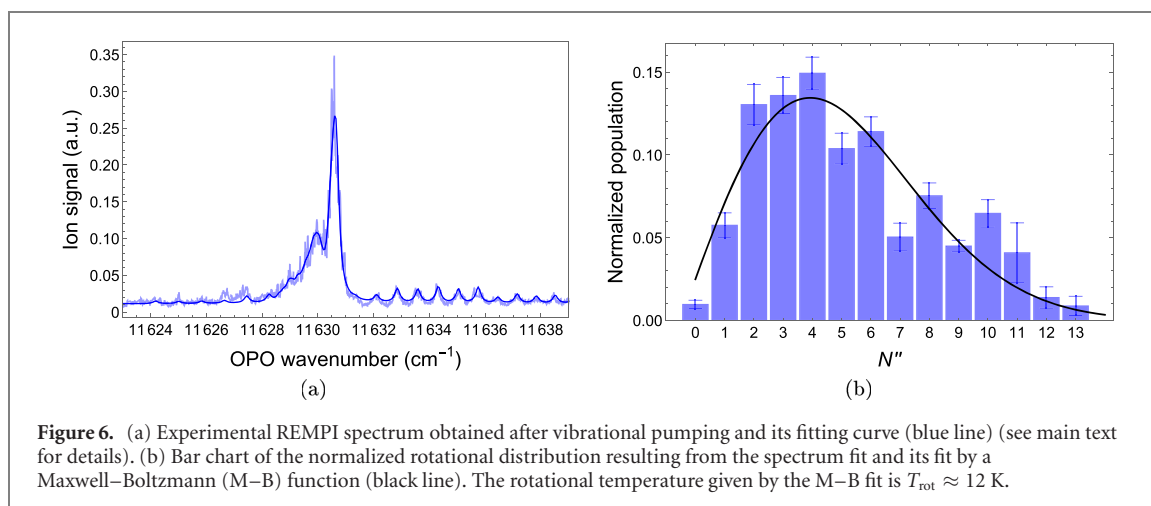 0.35
0.30
0.25
0.20
0.15
0.10
0.05
0
Ion signal (a.u.)
11 624 11 626 11 628 11 630 11 632 11 634 11 636 11 638
OPO wavenumber (cm−1)
(a)
0.15
0.10
0.05
0.00
Normalized population
0 1 2 3 4 5 6 7 8 9 10 11 12 13
N″
(b)
Figure 6. (a) Experimental REMPI spectrum obtained after vibrational pumping and its fitting curve (blue line) (see main text
for details). (b) Bar chart of the normalized rotational distribution resulting from the spectrum fit and its fit by a
Maxwell–Boltzmann (M–B) function (black line). The rotational temperature given by the M–B fit is Trot ≈ 12 K.